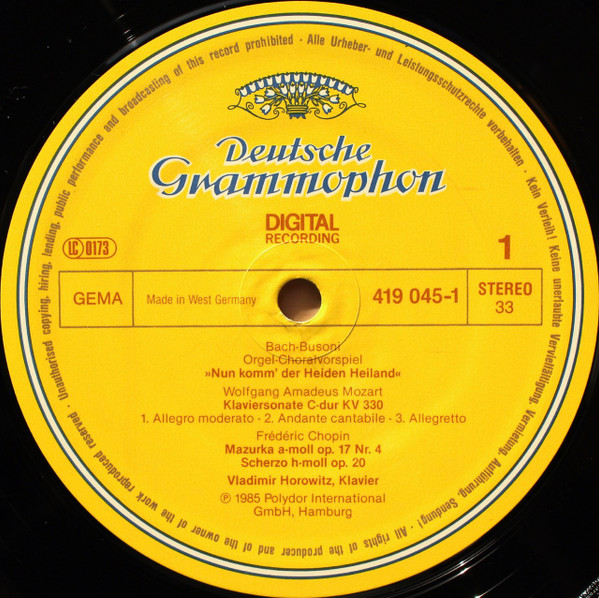 Unauthorised copying, hiring, lending, public performance and broadcasting of this record prohibited · Alle Urheber- und Leistungsschutzrechte vorbehalten · Kein Verleih! Keine unerlaubte Vervielfältigung, Vermietung, Aufführung, Sendung! · All rights of the producer and of the owner of the work reproduced reserved ·
Deutsche
Grammophon
DIGITAL
RECORDING
LC 0173
1
GEMA
Made in West Germany
419 045-1
STEREO
33
Bach-Busoni
Orgel-Choralvorspiel
»Nun komm' der Heiden Heiland«
Wolfgang Amadeus Mozart
Klaviersonate C-dur KV 330
1. Allegro moderato - 2. Andante cantabile - 3. Allegretto
Frédéric Chopin
Mazurka a-moll op. 17 Nr. 4
Scherzo h-moll op. 20
Vladimir Horowitz, Klavier
℗ 1985 Polydor International
GmbH, Hamburg